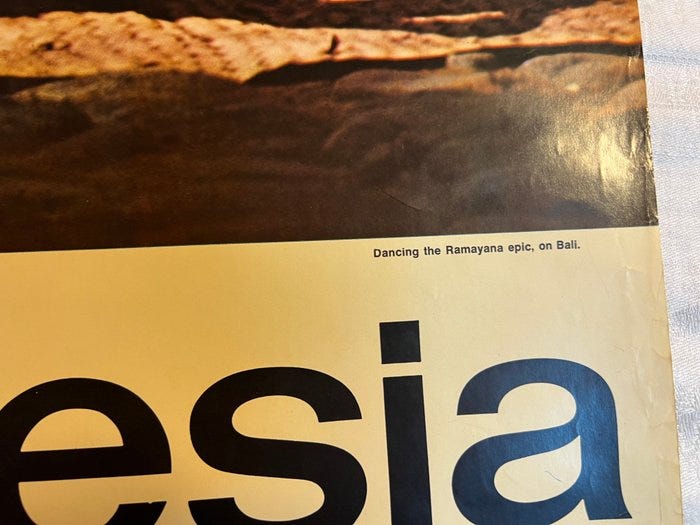 Dancing the Ramayana epic, on Bali.
esia